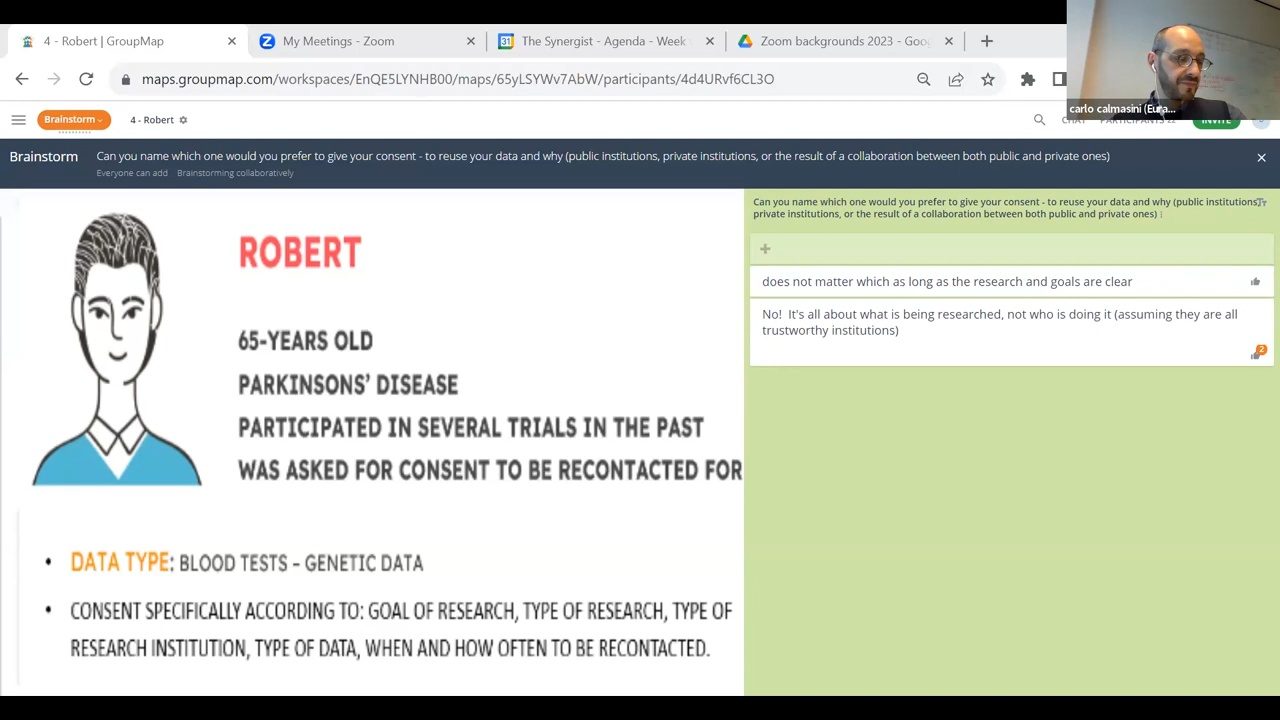 4 - Robert | GroupMap
My Meetings - Zoom
31
The Synergist - Agenda - Week
Zoom backgrounds 2023 - Goo
maps.groupmap.com/workspaces/EnQE5LYNHB00/maps/65yLSYWv7AbW/participants/4d4URvf6CL3O
carlo calmasini (Eura...
Brainstorm
4 - Robert
CHAT
PARTICIPANTS 22
INVITE
Brainstorm
Can you name which one would you prefer to give your consent - to reuse your data and why (public institutions, private institutions, or the result of a collaboration between both public and private ones)
Everyone can add Brainstorming collaboratively
ROBERT
65-YEARS OLD
PARKINSONS' DISEASE
PARTICIPATED IN SEVERAL TRIALS IN THE PAST
WAS ASKED FOR CONSENT TO BE RECONTACTED FOR
• DATA TYPE: BLOOD TESTS – GENETIC DATA
• CONSENT SPECIFICALLY ACCORDING TO: GOAL OF RESEARCH, TYPE OF RESEARCH, TYPE OF
RESEARCH INSTITUTION, TYPE OF DATA, WHEN AND HOW OFTEN TO BE RECONTACTED.
Can you name which one would you prefer to give your consent - to reuse your data and why (public institutions,
private institutions, or the result of a collaboration between both public and private ones)
does not matter which as long as the research and goals are clear
No! It's all about what is being researched, not who is doing it (assuming they are all
trustworthy institutions)
2